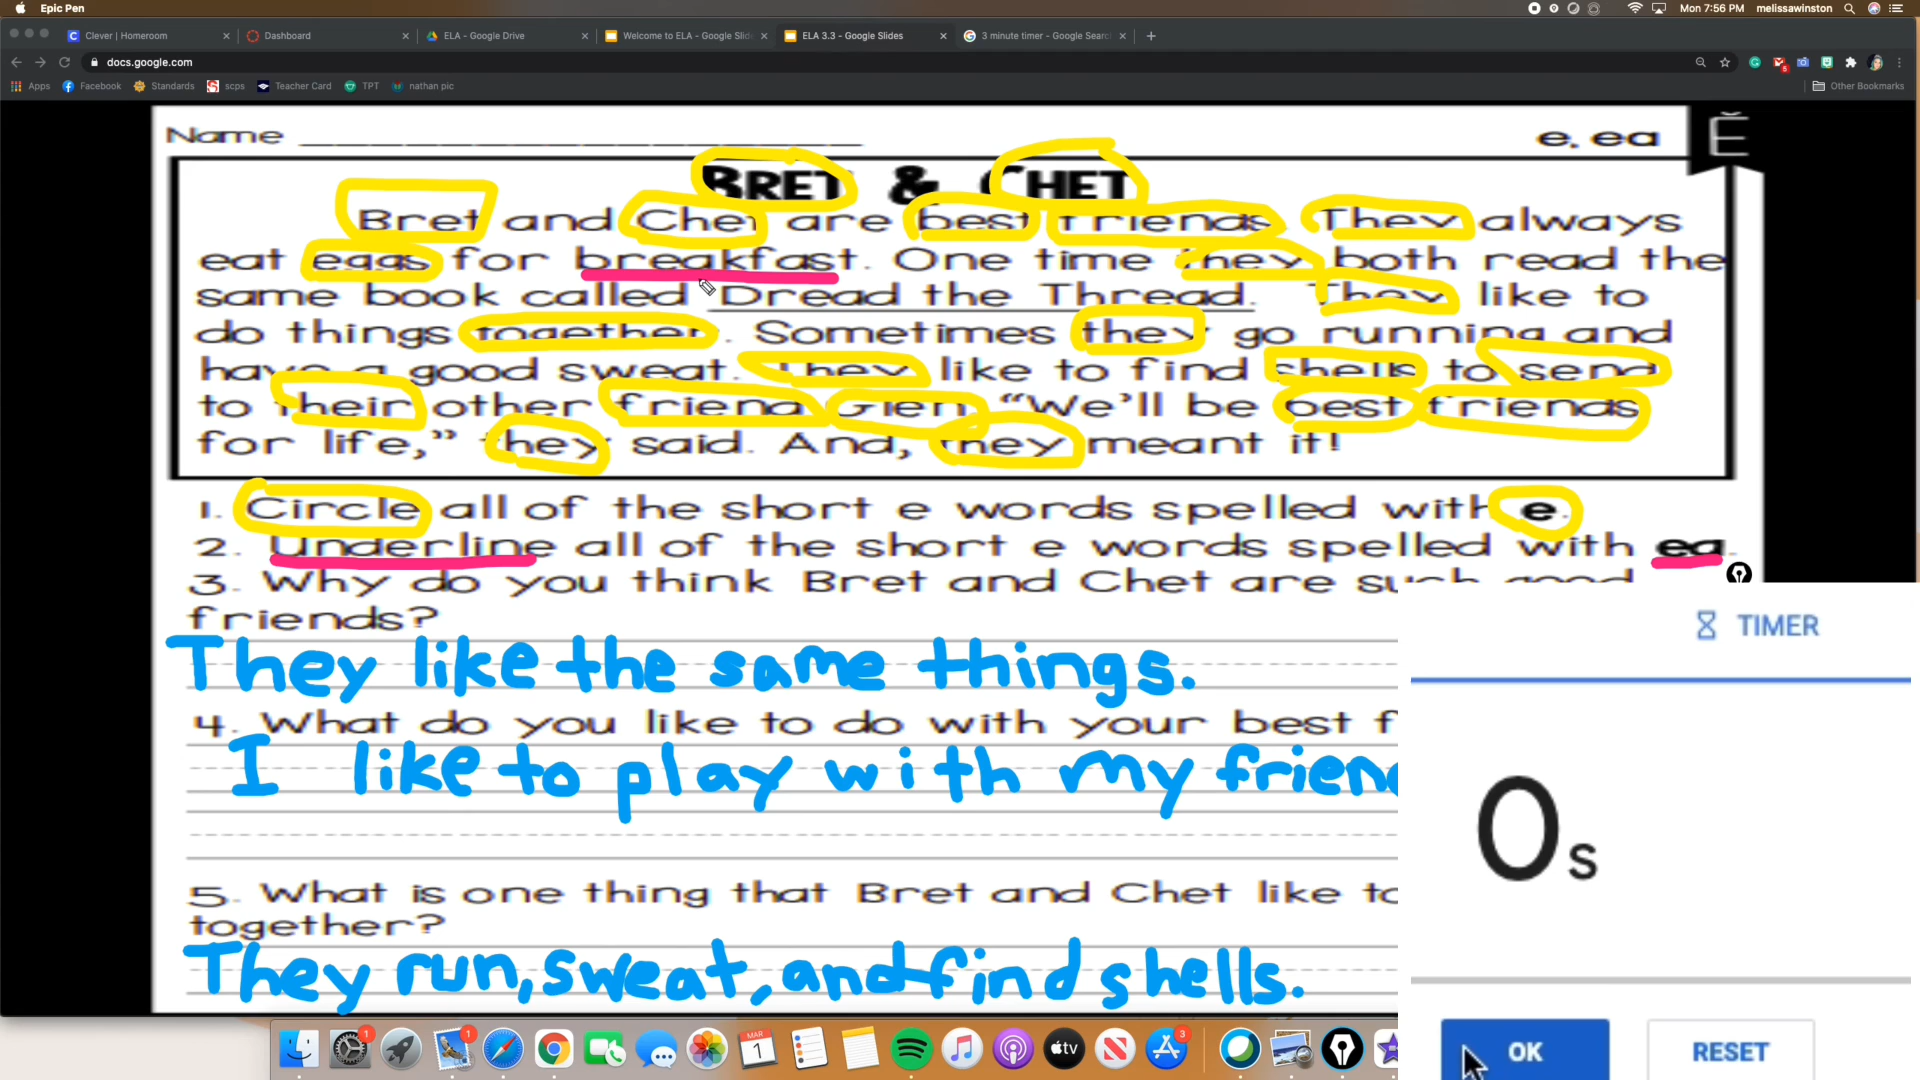 Epic Pen
Mon 7:56 PM melissawinston
Clever | Homeroom
Dashboard
ELA - Google Drive
Welcome to ELA - Google Slide
ELA 3.3 - Google Slides
3 minute timer - Google Searc
docs.google.com
Apps Facebook Standards scps Teacher Card TPT nathan pic Other Bookmarks
Name
e, ea
Ĕ
BRET & CHET
Bret and Chet are best friends. They always
eat eggs for breakfast. One time they both read the
same book called Dread the Thread. They like to
do things together. Sometimes they go running and
have a good sweat. They like to find shells to send
to their other friend Glen. “We’ll be best friends
for life,” they said. And, they meant it!
1. Circle all of the short e words spelled with e.
2. Underline all of the short e words spelled with ea.
3. Why do you think Bret and Chet are such good
friends?
They like the same things.
4. What do you like to do with your best f
I like to play with my frien
5. What is one thing that Bret and Chet like to
together?
They run, sweat, and find shells.
TIMER
0s
OK
RESET
1
1
MAR
1
tv
3